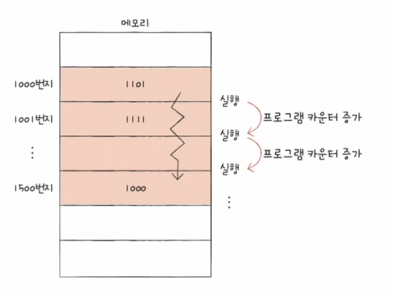 메모리
1000번지
1101
실행
1001번지
1111
프로그램 카운터 증가
실행
⋮
프로그램 카운터 증가
실행
1500번지
1000
⋮